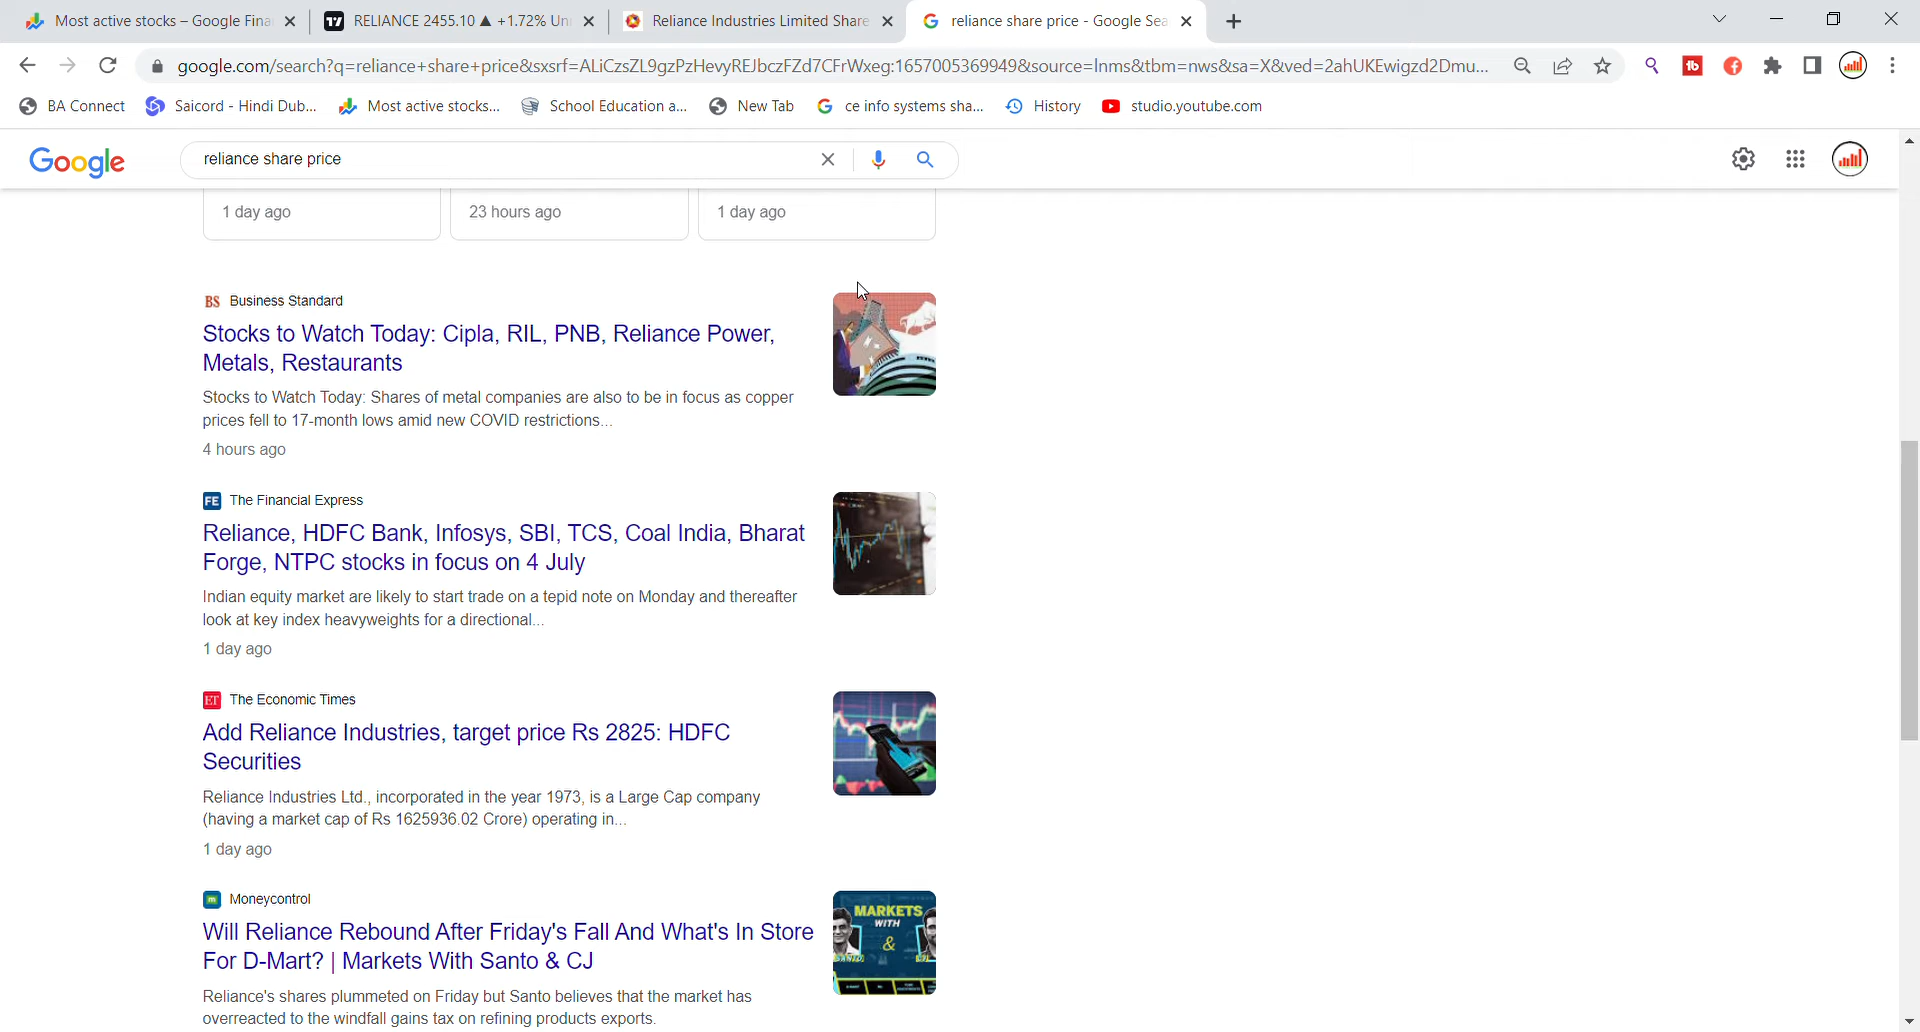 Most active stocks – Google Fina
RELIANCE 2455.10 ▲ +1.72% Un
Reliance Industries Limited Share
reliance share price - Google Sea
google.com/search?q=reliance+share+price&sxsrf=ALiCzsZL9gzPzHevyREJbczFZd7CFrWxeg:1657005369949&source=lnms&tbm=nws&sa=X&ved=2ahUKEwigzd2Dmu...
BA Connect
Saicord - Hindi Dub...
Most active stocks...
School Education a...
New Tab
ce info systems sha...
History
studio.youtube.com
Google
reliance share price
1 day ago
23 hours ago
1 day ago
BS Business Standard
Stocks to Watch Today: Cipla, RIL, PNB, Reliance Power,
Metals, Restaurants
Stocks to Watch Today: Shares of metal companies are also to be in focus as copper
prices fell to 17-month lows amid new COVID restrictions...
4 hours ago
FE The Financial Express
Reliance, HDFC Bank, Infosys, SBI, TCS, Coal India, Bharat
Forge, NTPC stocks in focus on 4 July
Indian equity market are likely to start trade on a tepid note on Monday and thereafter
look at key index heavyweights for a directional...
1 day ago
ET The Economic Times
Add Reliance Industries, target price Rs 2825: HDFC
Securities
Reliance Industries Ltd., incorporated in the year 1973, is a Large Cap company
(having a market cap of Rs 1625936.02 Crore) operating in...
1 day ago
m Moneycontrol
Will Reliance Rebound After Friday's Fall And What's In Store
For D-Mart? | Markets With Santo & CJ
Reliance's shares plummeted on Friday but Santo believes that the market has
overreacted to the windfall gains tax on refining products exports.
MARKETS
WITH
&